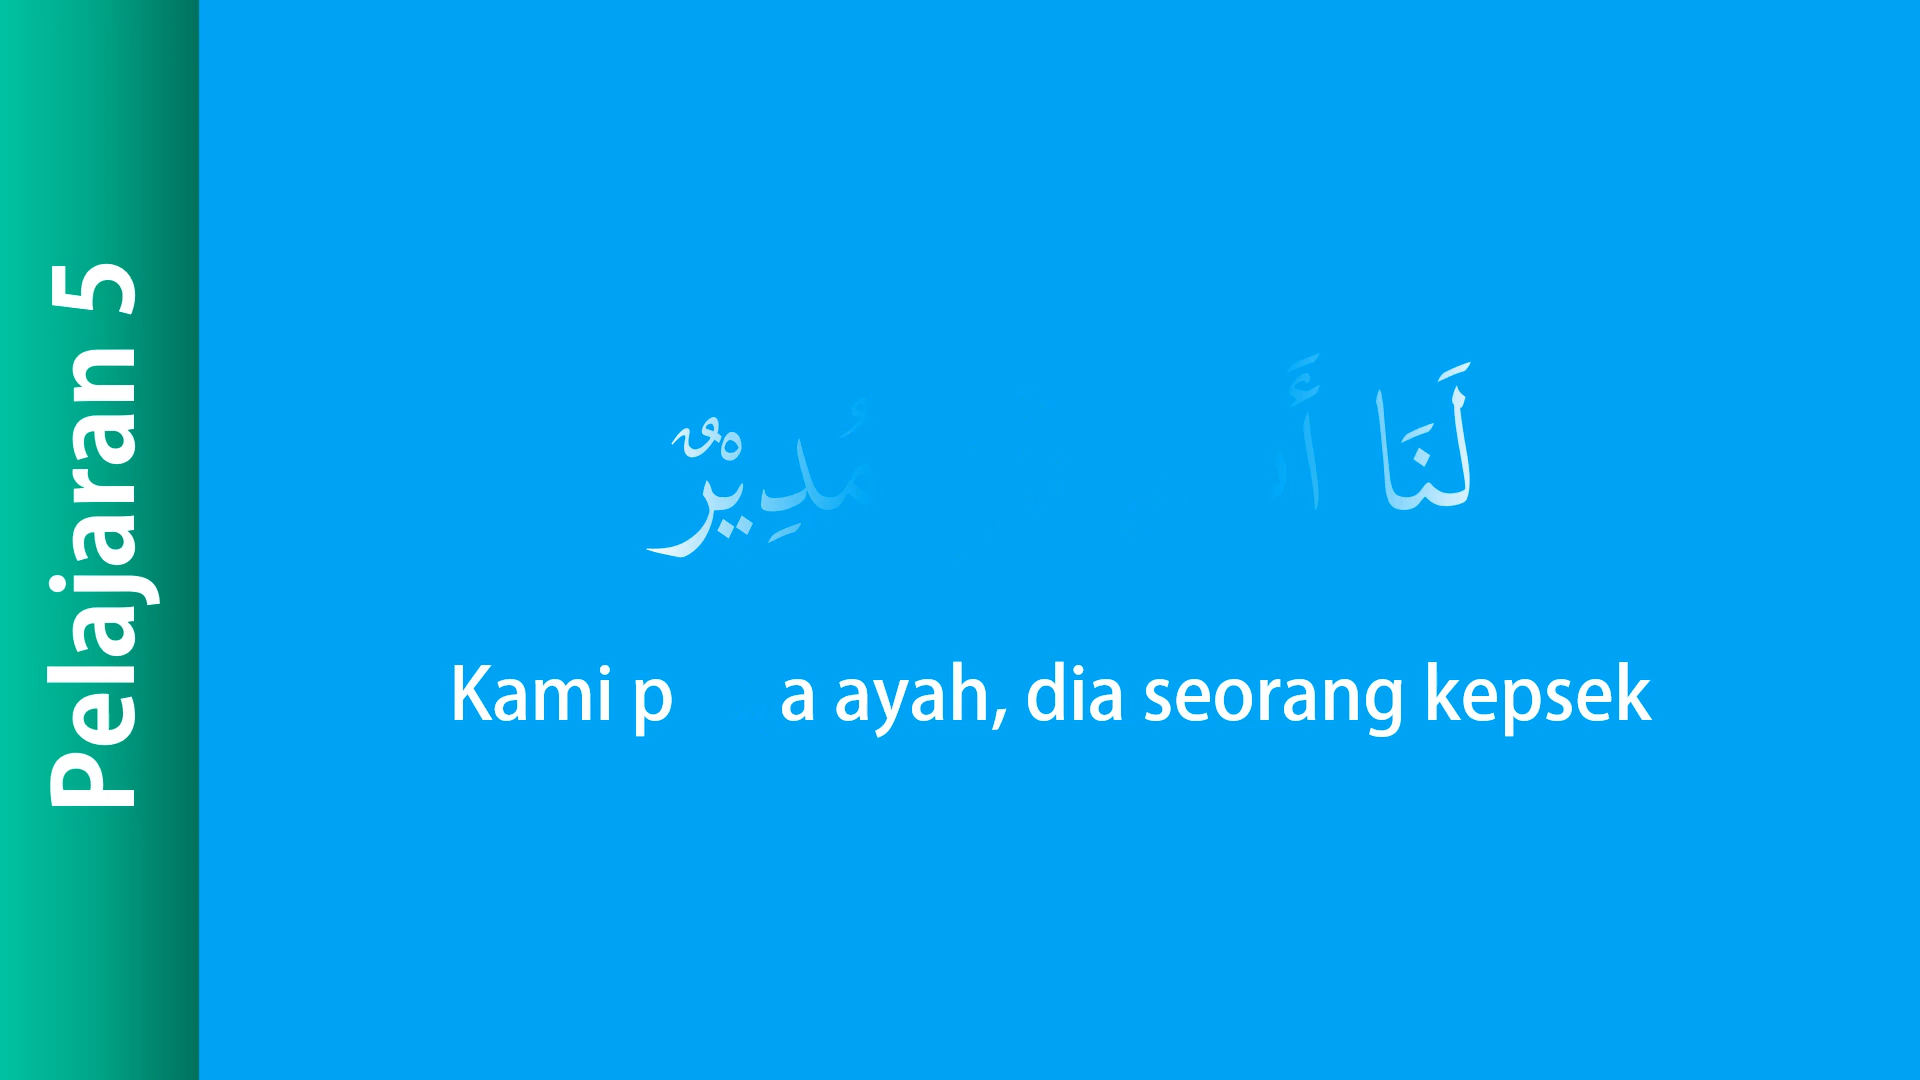 Pelajaran 5
لَنَا مُدِيْرٌ
Kami p a ayah, dia seorang kepsek